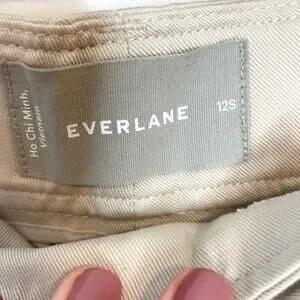 Ho Chi Minh,
Vietnam
EVERLANE
12S